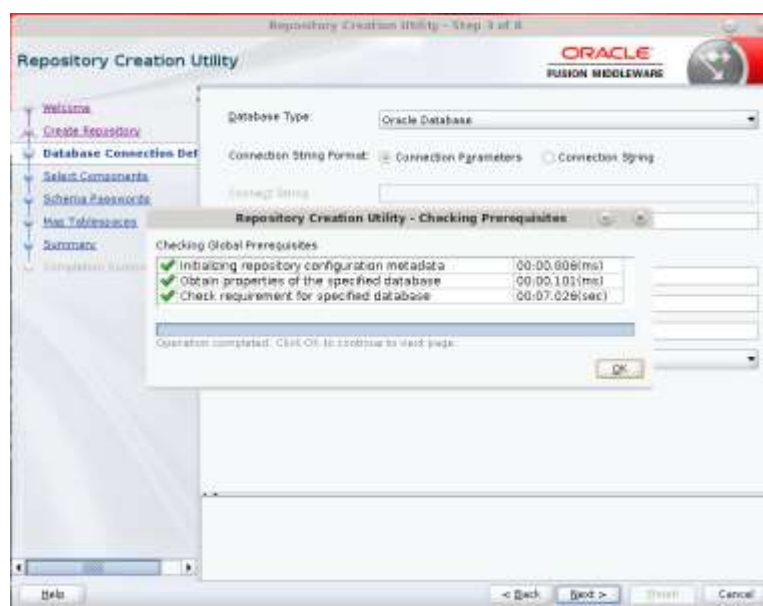 Repository Creation Utility - Step 3 of 8
Repository Creation Utility
ORACLE
FUSION MIDDLEWARE
Welcome
Create Repository
Database Connection Det
Select Components
Schema Passwords
Map Tablespaces
Summary
Completion Summ
Database Type:
Oracle Database
Connection String Format:
Connection Parameters
Connection String
Connect String:
Repository Creation Utility - Checking Prerequisites
Checking Global Prerequisites
Initializing repository configuration metadata 00:00.806(ms)
Obtain properties of the specified database 00:00.101(ms)
Check requirement for specified database 00:07.026(sec)
Operation completed. Click OK to continue to next page.
OK
Help
< Back
Next >
Finish
Cancel